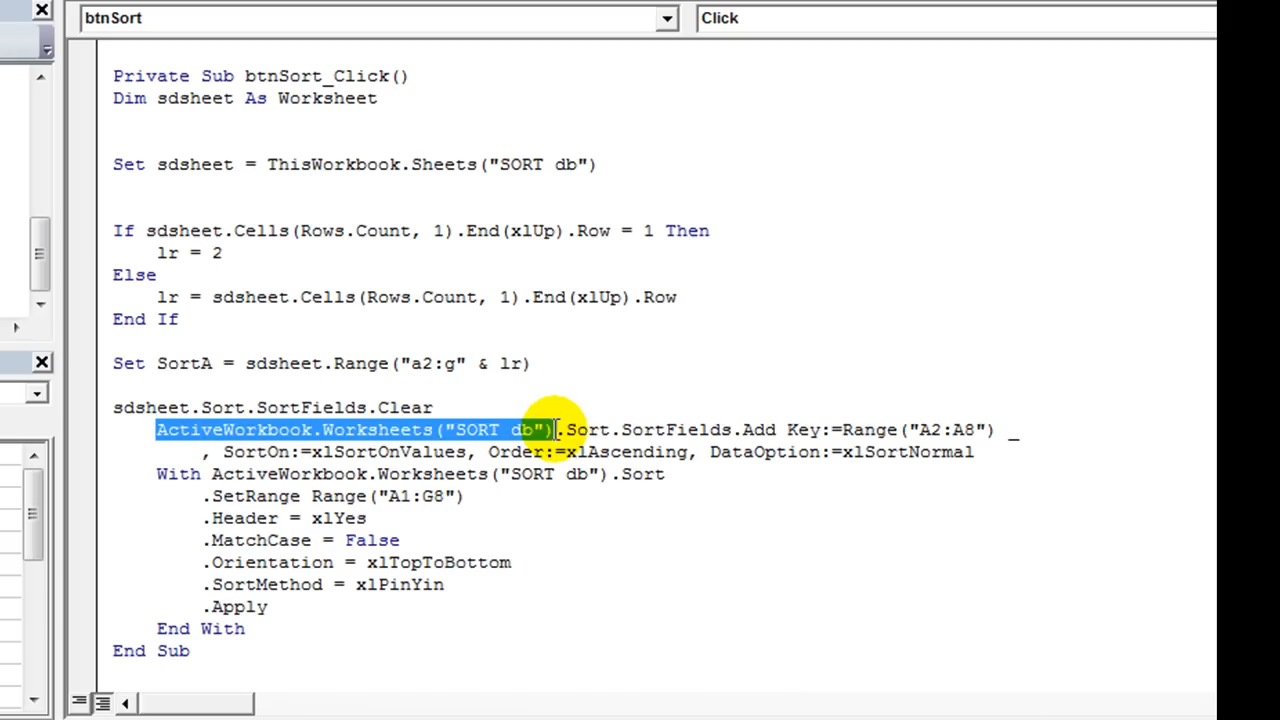 btnSort Click
Private Sub btnSort_Click()
Dim sdsheet As Worksheet
Set sdsheet = ThisWorkbook.Sheets("SORT db")
If sdsheet.Cells(Rows.Count, 1).End(xlUp).Row = 1 Then
lr = 2
Else
lr = sdsheet.Cells(Rows.Count, 1).End(xlUp).Row
End If
Set SortA = sdsheet.Range("a2:g" & lr)
sdsheet.Sort.SortFields.Clear
ActiveWorkbook.Worksheets("SORT db").Sort.SortFields.Add Key:=Range("A2:A8") _
, SortOn:=xlSortOnValues, Order:=xlAscending, DataOption:=xlSortNormal
With ActiveWorkbook.Worksheets("SORT db").Sort
.SetRange Range("A1:G8")
.Header = xlYes
.MatchCase = False
.Orientation = xlTopToBottom
.SortMethod = xlPinYin
.Apply
End With
End Sub